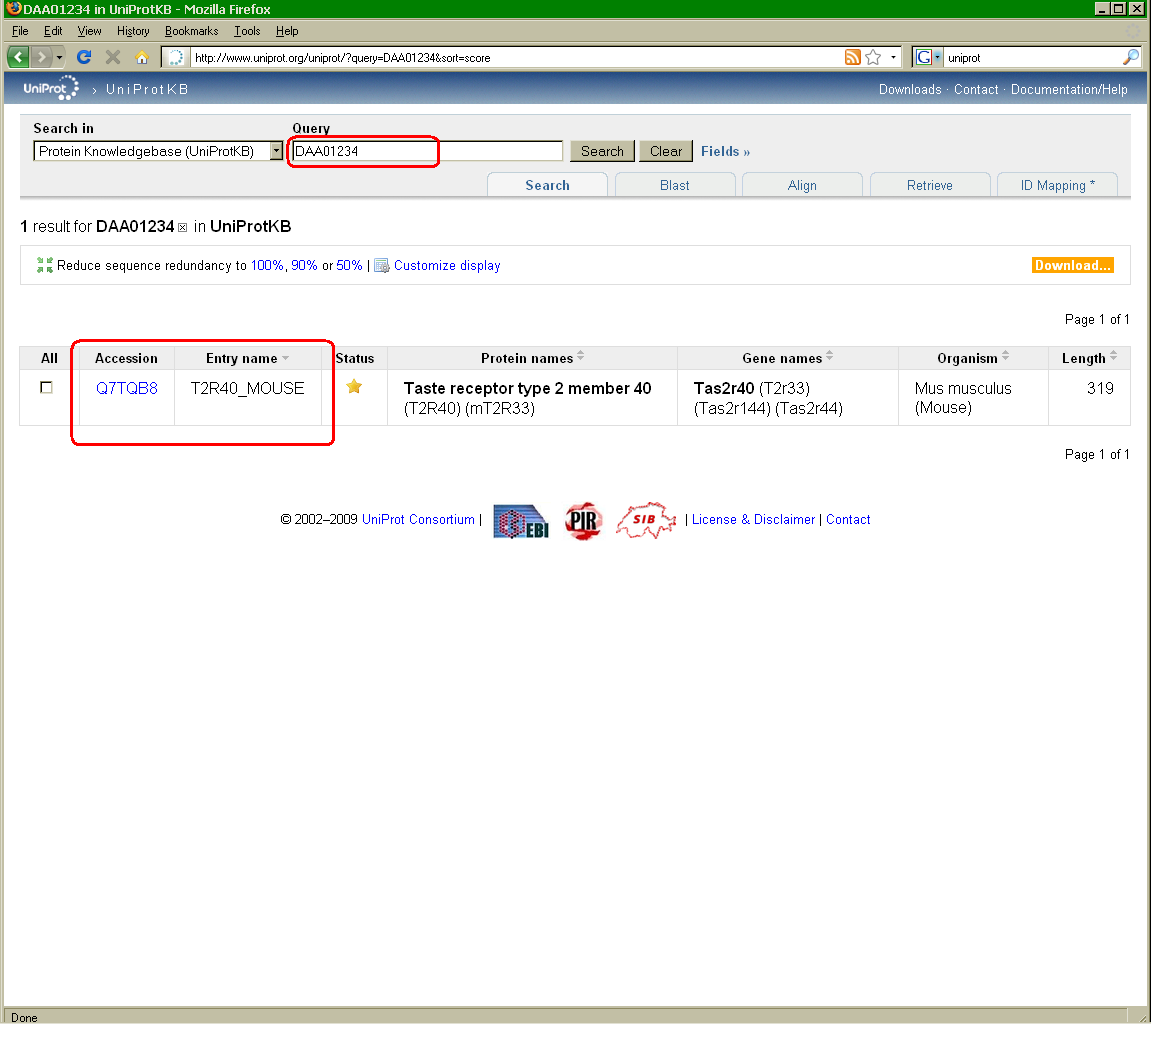 DAA01234 in UniProtKB - Mozilla Firefox
File Edit View History Bookmarks Tools Help
http://www.uniprot.org/uniprot/?query=DAA01234&sort=score
G uniprot
UniProt › UniProtKB
Downloads · Contact · Documentation/Help
Search in Query
Protein Knowledgebase (UniProtKB) DAA01234 Search Clear Fields »
Search Blast Align Retrieve ID Mapping *
1 result for DAA01234 in UniProtKB
Reduce sequence redundancy to 100%, 90% or 50% | Customize display Download...
Page 1 of 1
All Accession Entry name Status Protein names Gene names Organism Length
Q7TQB8 T2R40_MOUSE Taste receptor type 2 member 40 Tas2r40 (T2r33) Mus musculus 319
(T2R40) (mT2R33) (Tas2r144) (Tas2r44) (Mouse)
Page 1 of 1
© 2002–2009 UniProt Consortium | EBI PIR SIB | License & Disclaimer | Contact
Done